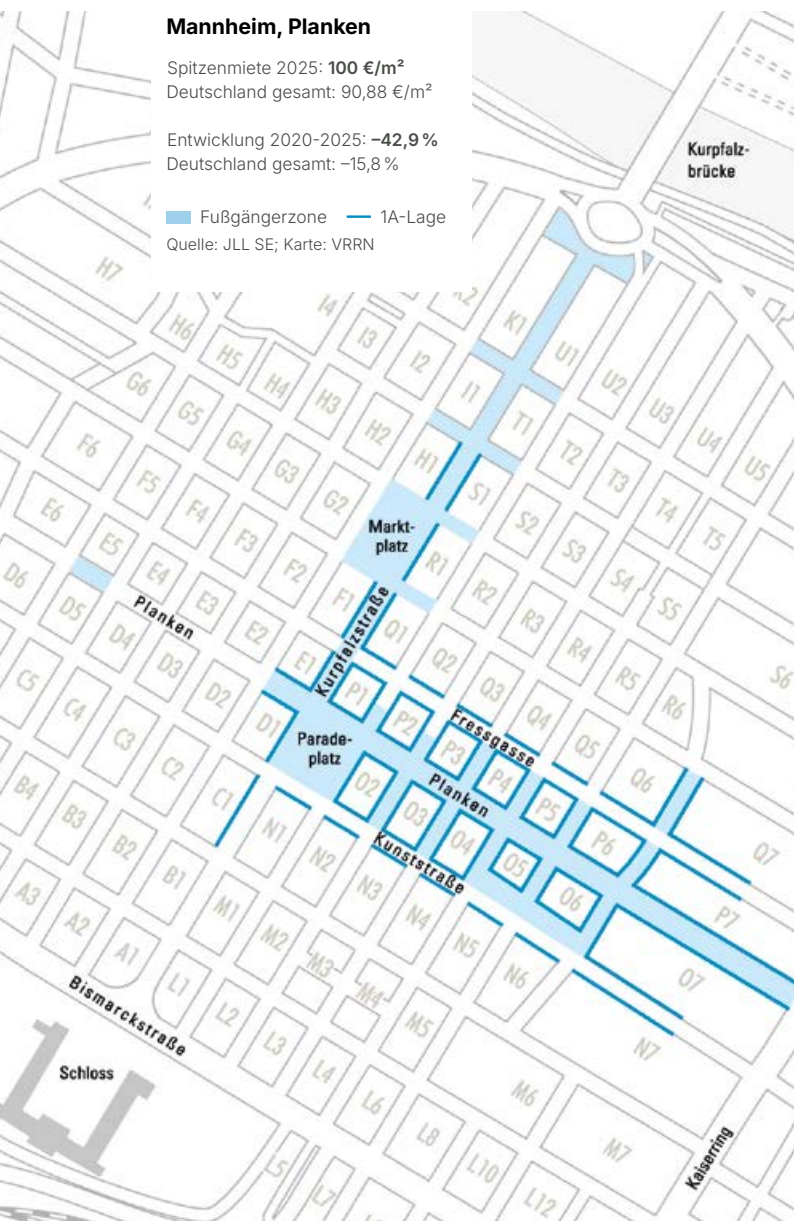 Mannheim, Planken
Spitzenmiete 2025: 100 €/m²
Deutschland gesamt: 90,88 €/m²
Entwicklung 2020-2025: –42,9 %
Deutschland gesamt: –15,8 %
Fußgängerzone
1A-Lage
Quelle: JLL SE; Karte: VRRN
Kurpfalz-
brücke
H7
I4
K2
K1
H6
H5
I3
I2
U1
U2
G6
H4
H3
I1
T1
U3
U4
U5
G5
G4
H2
H1
T2
T3
F6
F5
G3
G2
S1
S2
T4
T5
E6
F4
F3
Markt-
platz
R1
S3
S4
S5
D6
E5
E4
F2
F1
R2
R3
D5
Planken
E3
E2
Kurpfalzstraße
Q1
Q2
R4
R5
R6
S6
C5
D4
D3
D2
E1
P1
Q3
Q4
C4
C3
D1
Parade-
platz
P2
P3
Fressgasse
Q5
Q6
B4
C2
C1
O2
Planken
P4
P5
P6
Q7
B3
B2
N1
O3
O4
Kunststraße
O5
A3
B1
N2
N3
O6
P7
A2
A1
M1
M2
N4
N5
N6
O7
Bismarckstraße
L1
L2
M3
M4
M5
N7
Schloss
L3
L4
L6
M6
M7
L8
L10
L12
L5
L7
Kaiserring